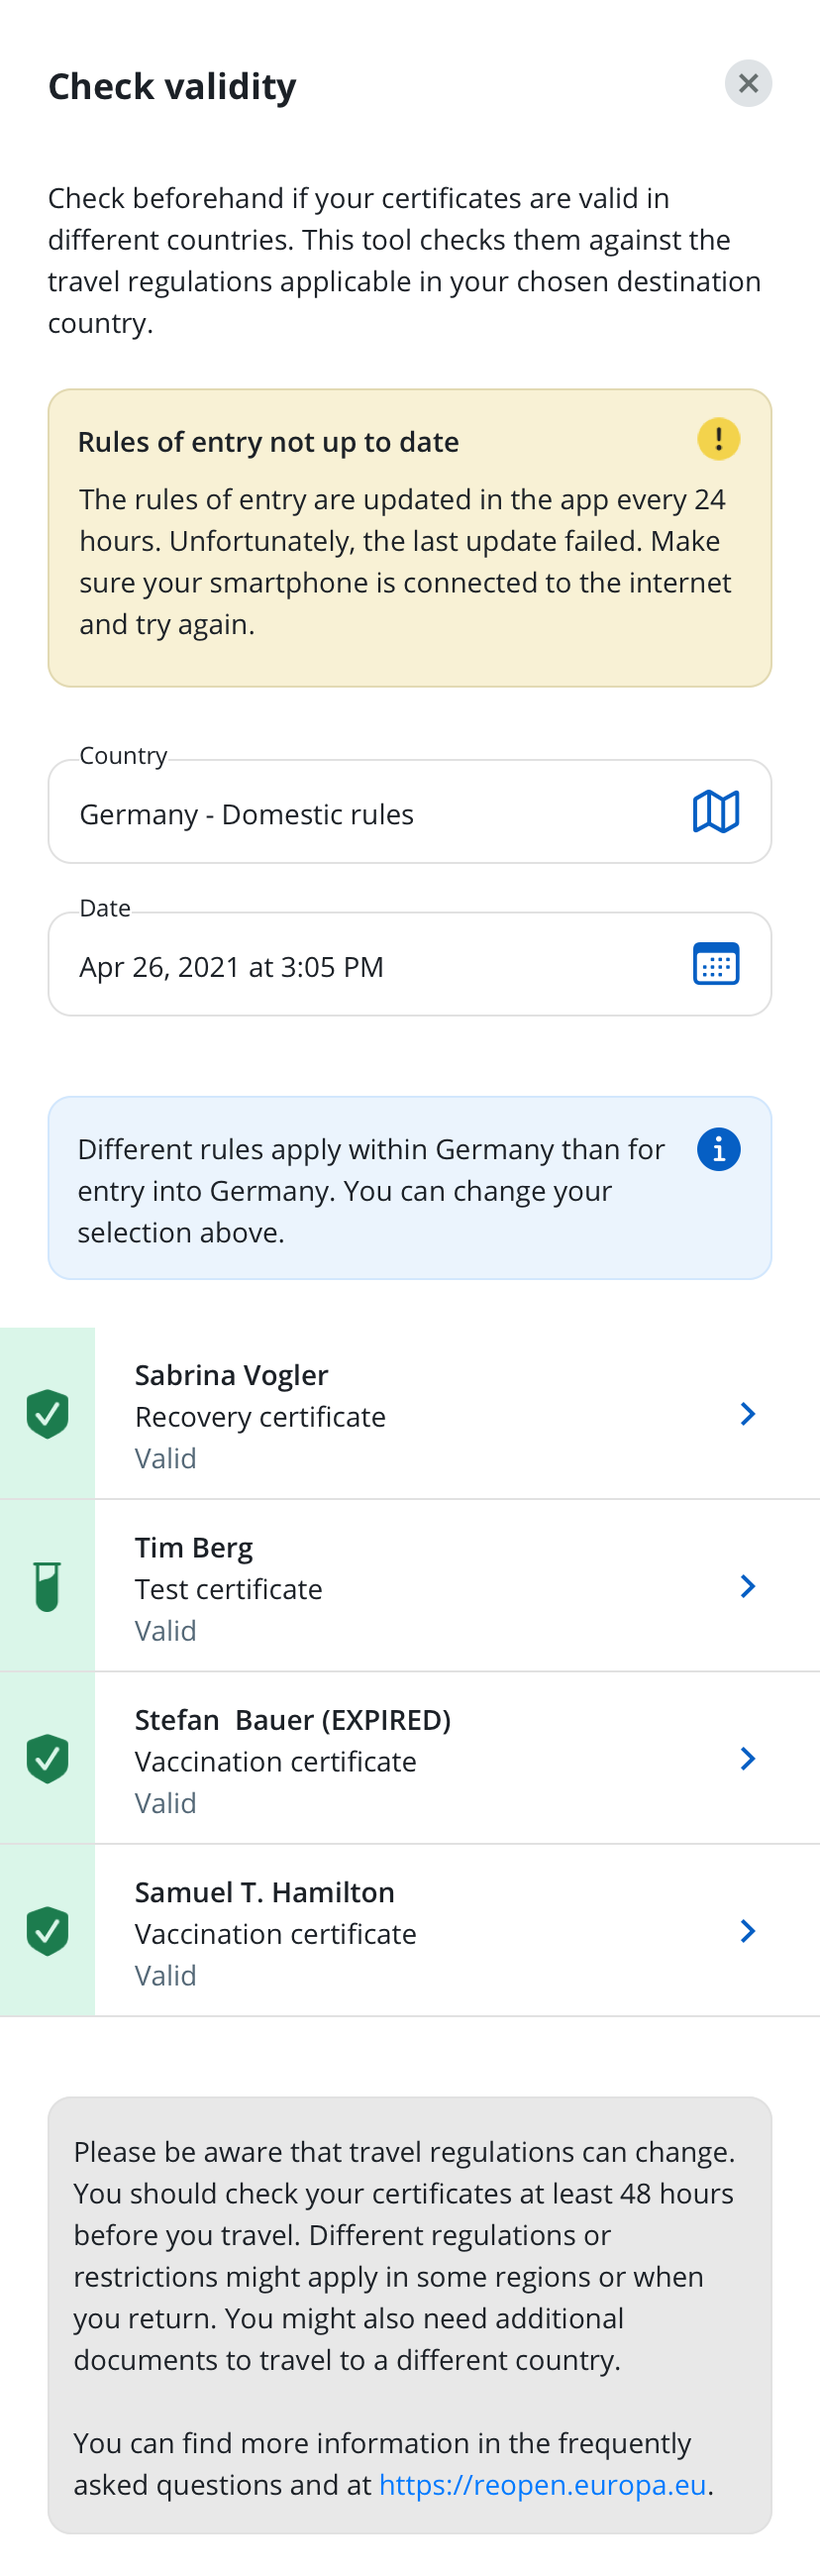 Check validity
Check beforehand if your certificates are valid in
different countries. This tool checks them against the
travel regulations applicable in your chosen destination
country.
Rules of entry not up to date
The rules of entry are updated in the app every 24
hours. Unfortunately, the last update failed. Make
sure your smartphone is connected to the internet
and try again.
Country
Germany - Domestic rules
Date
Apr 26, 2021 at 3:05 PM
Different rules apply within Germany than for
entry into Germany. You can change your
selection above.
Sabrina Vogler
Recovery certificate
Valid
Tim Berg
Test certificate
Valid
Stefan  Bauer (EXPIRED)
Vaccination certificate
Valid
Samuel T. Hamilton
Vaccination certificate
Valid
Please be aware that travel regulations can change.
You should check your certificates at least 48 hours
before you travel. Different regulations or
restrictions might apply in some regions or when
you return. You might also need additional
documents to travel to a different country.
You can find more information in the frequently
asked questions and at https://reopen.europa.eu.